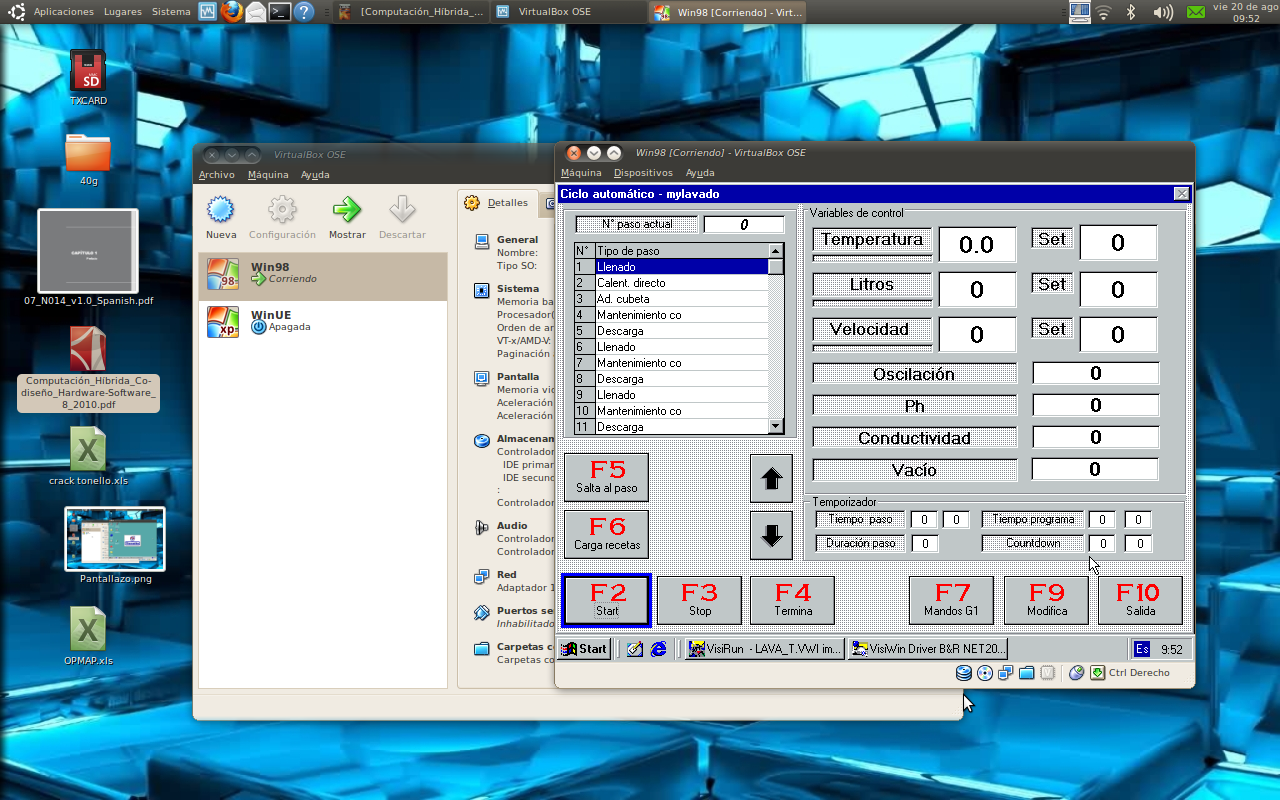 Aplicaciones Lugares Sistema
[Computación_Híbrida_...
VirtualBox OSE
Win98 [Corriendo] - Virt...
vie 20 de ago
09:52
SD
TXCARD
40g
07_N014_v1.0_Spanish.pdf
Computación_Híbrida_Co-
diseño_Hardware-Software_
_8_2010.pdf
crack tonello.xls
Pantallazo.png
OPMAP.xls
VirtualBox OSE
Archivo Máquina Ayuda
Nueva Configuración Mostrar Descartar
Win98
Corriendo
WinUE
Apagada
Detalles
General
Nombre:
Tipo SO:
Sistema
Memoria ba
Procesador(
Orden de ar
VT-x/AMD-V:
Paginación
Pantalla
Memoria vid
Aceleración
Aceleración
Almacenam
Controlador
IDE primar
IDE secund
:
Controlador
Audio
Controlador
Controlador
Red
Adaptador 1
Puertos se
Inhabilitado
Carpetas co
Carpetas co
Win98 [Corriendo] - VirtualBox OSE
Máquina Dispositivos Ayuda
Ciclo automático - mylavado
N° paso actual 0
N° Tipo de paso
1 Llenado
2 Calent. directo
3 Ad. cubeta
4 Mantenimiento co
5 Descarga
6 Llenado
7 Mantenimiento co
8 Descarga
9 Llenado
10 Mantenimiento co
11 Descarga
Variables de control
Temperatura 0.0 Set 0
Litros 0 Set 0
Velocidad 0 Set 0
Oscilación 0
Ph 0
Conductividad 0
Vacío 0
F5
Salta al paso
F6
Carga recetas
Temporizador
Tiempo paso 0 0 Tiempo programa 0 0
Duración paso 0 Countdown 0 0
F2
Start
F3
Stop
F4
Termina
F7
Mandos G1
F9
Modifica
F10
Salida
Start
VisiRun - LAVA_T.VWI im...
VisiWin Driver B&R NET20...
Es 9:52
Ctrl Derecho